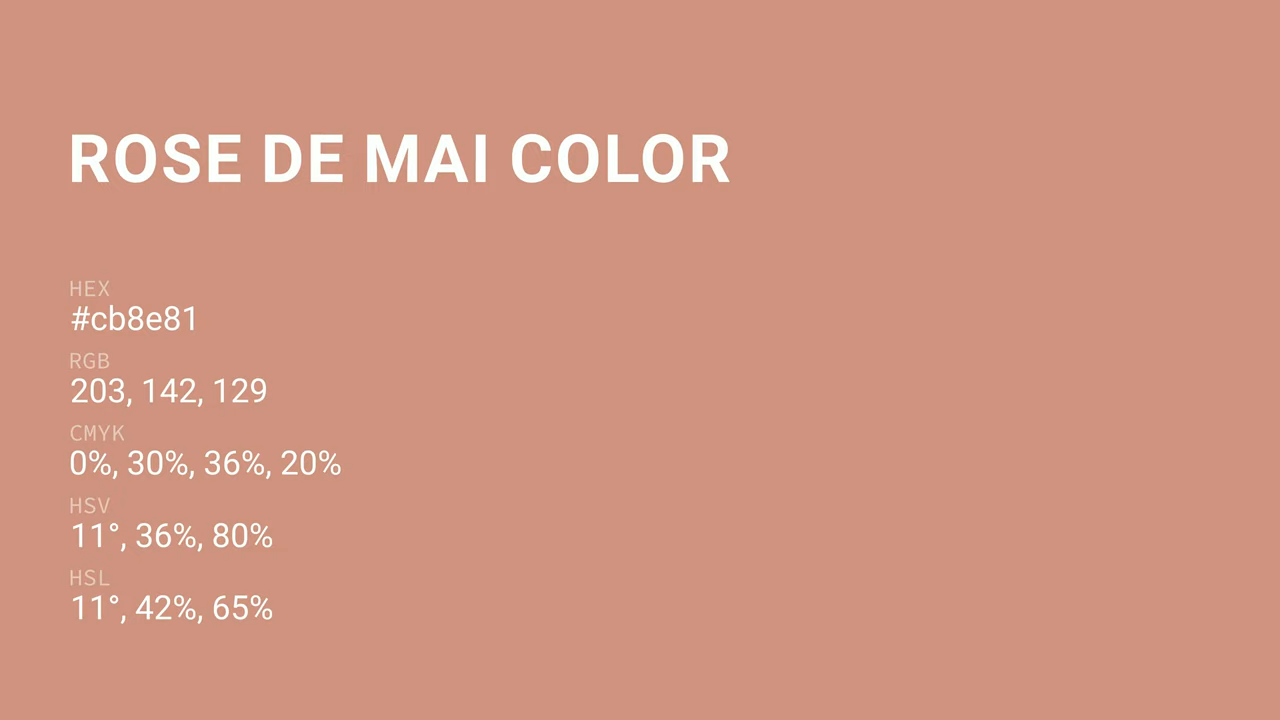 ROSE DE MAI COLOR
HEX
#cb8e81
RGB
203, 142, 129
CMYK
0%, 30%, 36%, 20%
HSV
11°, 36%, 80%
HSL
11°, 42%, 65%